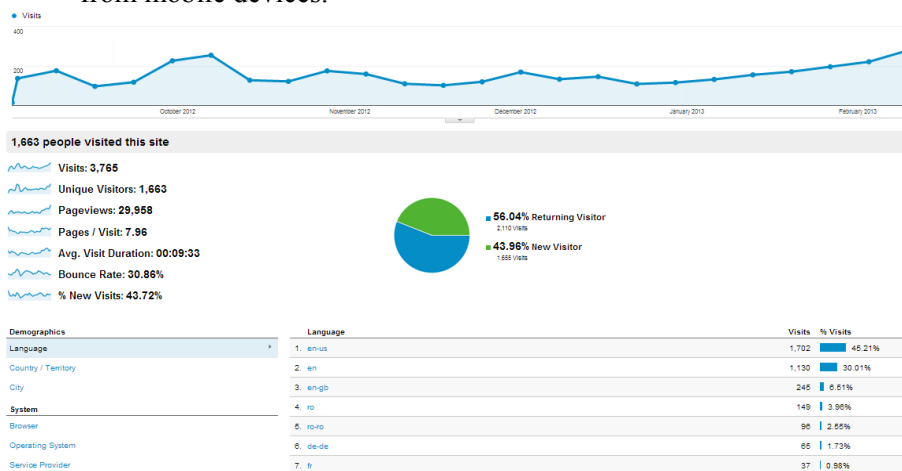 from mobile devices.
Visits
400
200
October 2012 November 2012 December 2012 January 2013 February 2013
1,663 people visited this site
Visits: 3,765
Unique Visitors: 1,663
Pageviews: 29,958
Pages / Visit: 7.96
Avg. Visit Duration: 00:09:33
Bounce Rate: 30.86%
% New Visits: 43.72%
56.04% Returning Visitor
2,110 Visits
43.96% New Visitor
1,655 Visits
Demographics
Language
Country / Territory
City
System
Browser
Operating System
Service Provider
Language Visits % Visits
1. en-us 1,702 45.21%
2. en 1,130 30.01%
3. en-gb 245 6.51%
4. ro 149 3.96%
5. ro-ro 96 2.55%
6. de-de 65 1.73%
7. fr 37 0.98%